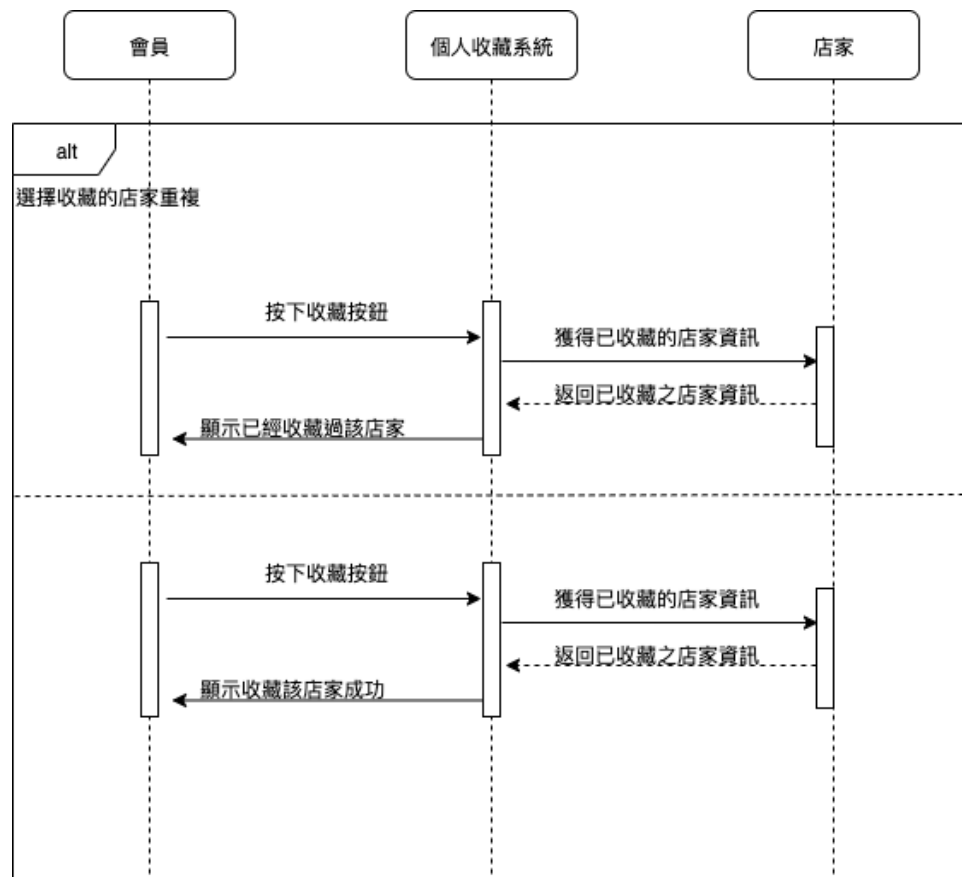 會員
個人收藏系統
店家
alt
選擇收藏的店家重複
按下收藏按鈕
獲得已收藏的店家資訊
返回已收藏之店家資訊
顯示已經收藏過該店家
按下收藏按鈕
獲得已收藏的店家資訊
返回已收藏之店家資訊
顯示收藏該店家成功